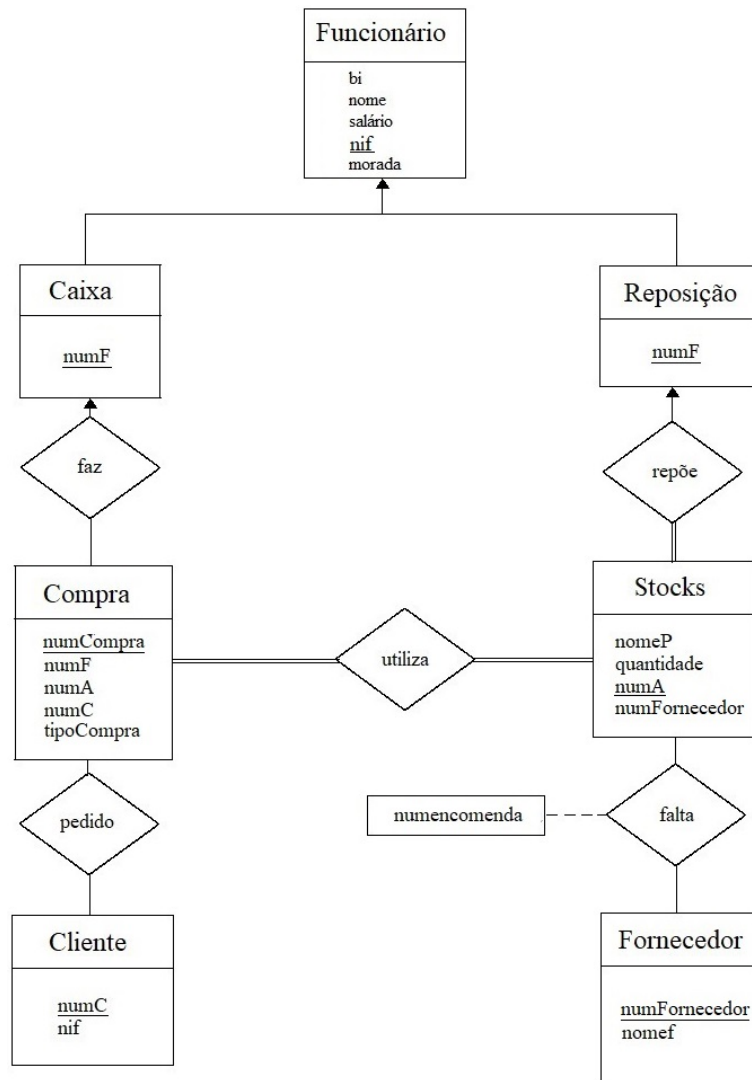 Funcionário
bi
nome
salário
nif
morada
Caixa
numF
Reposição
numF
faz
repõe
Compra
numCompra
numF
numA
numC
tipoCompra
utiliza
Stocks
nomeP
quantidade
numA
numFornecedor
pedido
numencomenda
falta
Cliente
numC
nif
Fornecedor
numFornecedor
nomef